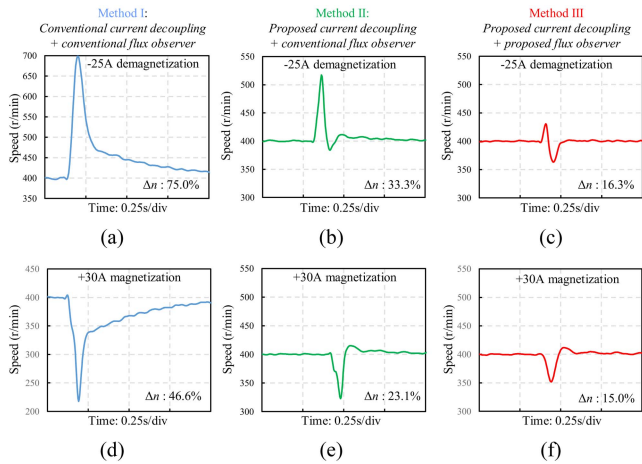 Method I:
Conventional current decoupling
+ conventional flux observer
Method II:
Proposed current decoupling
+ conventional flux observer
Method III
Proposed current decoupling
+ proposed flux observer
-25A demagnetization
Speed (r/min)
700
650
600
550
500
450
400
350
Δn : 75.0%
Time: 0.25s/div
(a)
-25A demagnetization
Speed (r/min)
550
500
450
400
350
300
Δn : 33.3%
Time: 0.25s/div
(b)
-25A demagnetization
Speed (r/min)
550
500
450
400
350
300
Δn : 16.3%
Time: 0.25s/div
(c)
+30A magnetization
Speed (r/min)
450
400
350
300
250
200
Δn : 46.6%
Time: 0.25s/div
(d)
+30A magnetization
Speed (r/min)
550
500
450
400
350
300
Δn : 23.1%
Time: 0.25s/div
(e)
+30A magnetization
Speed (r/min)
550
500
450
400
350
300
Δn : 15.0%
Time: 0.25s/div
(f)